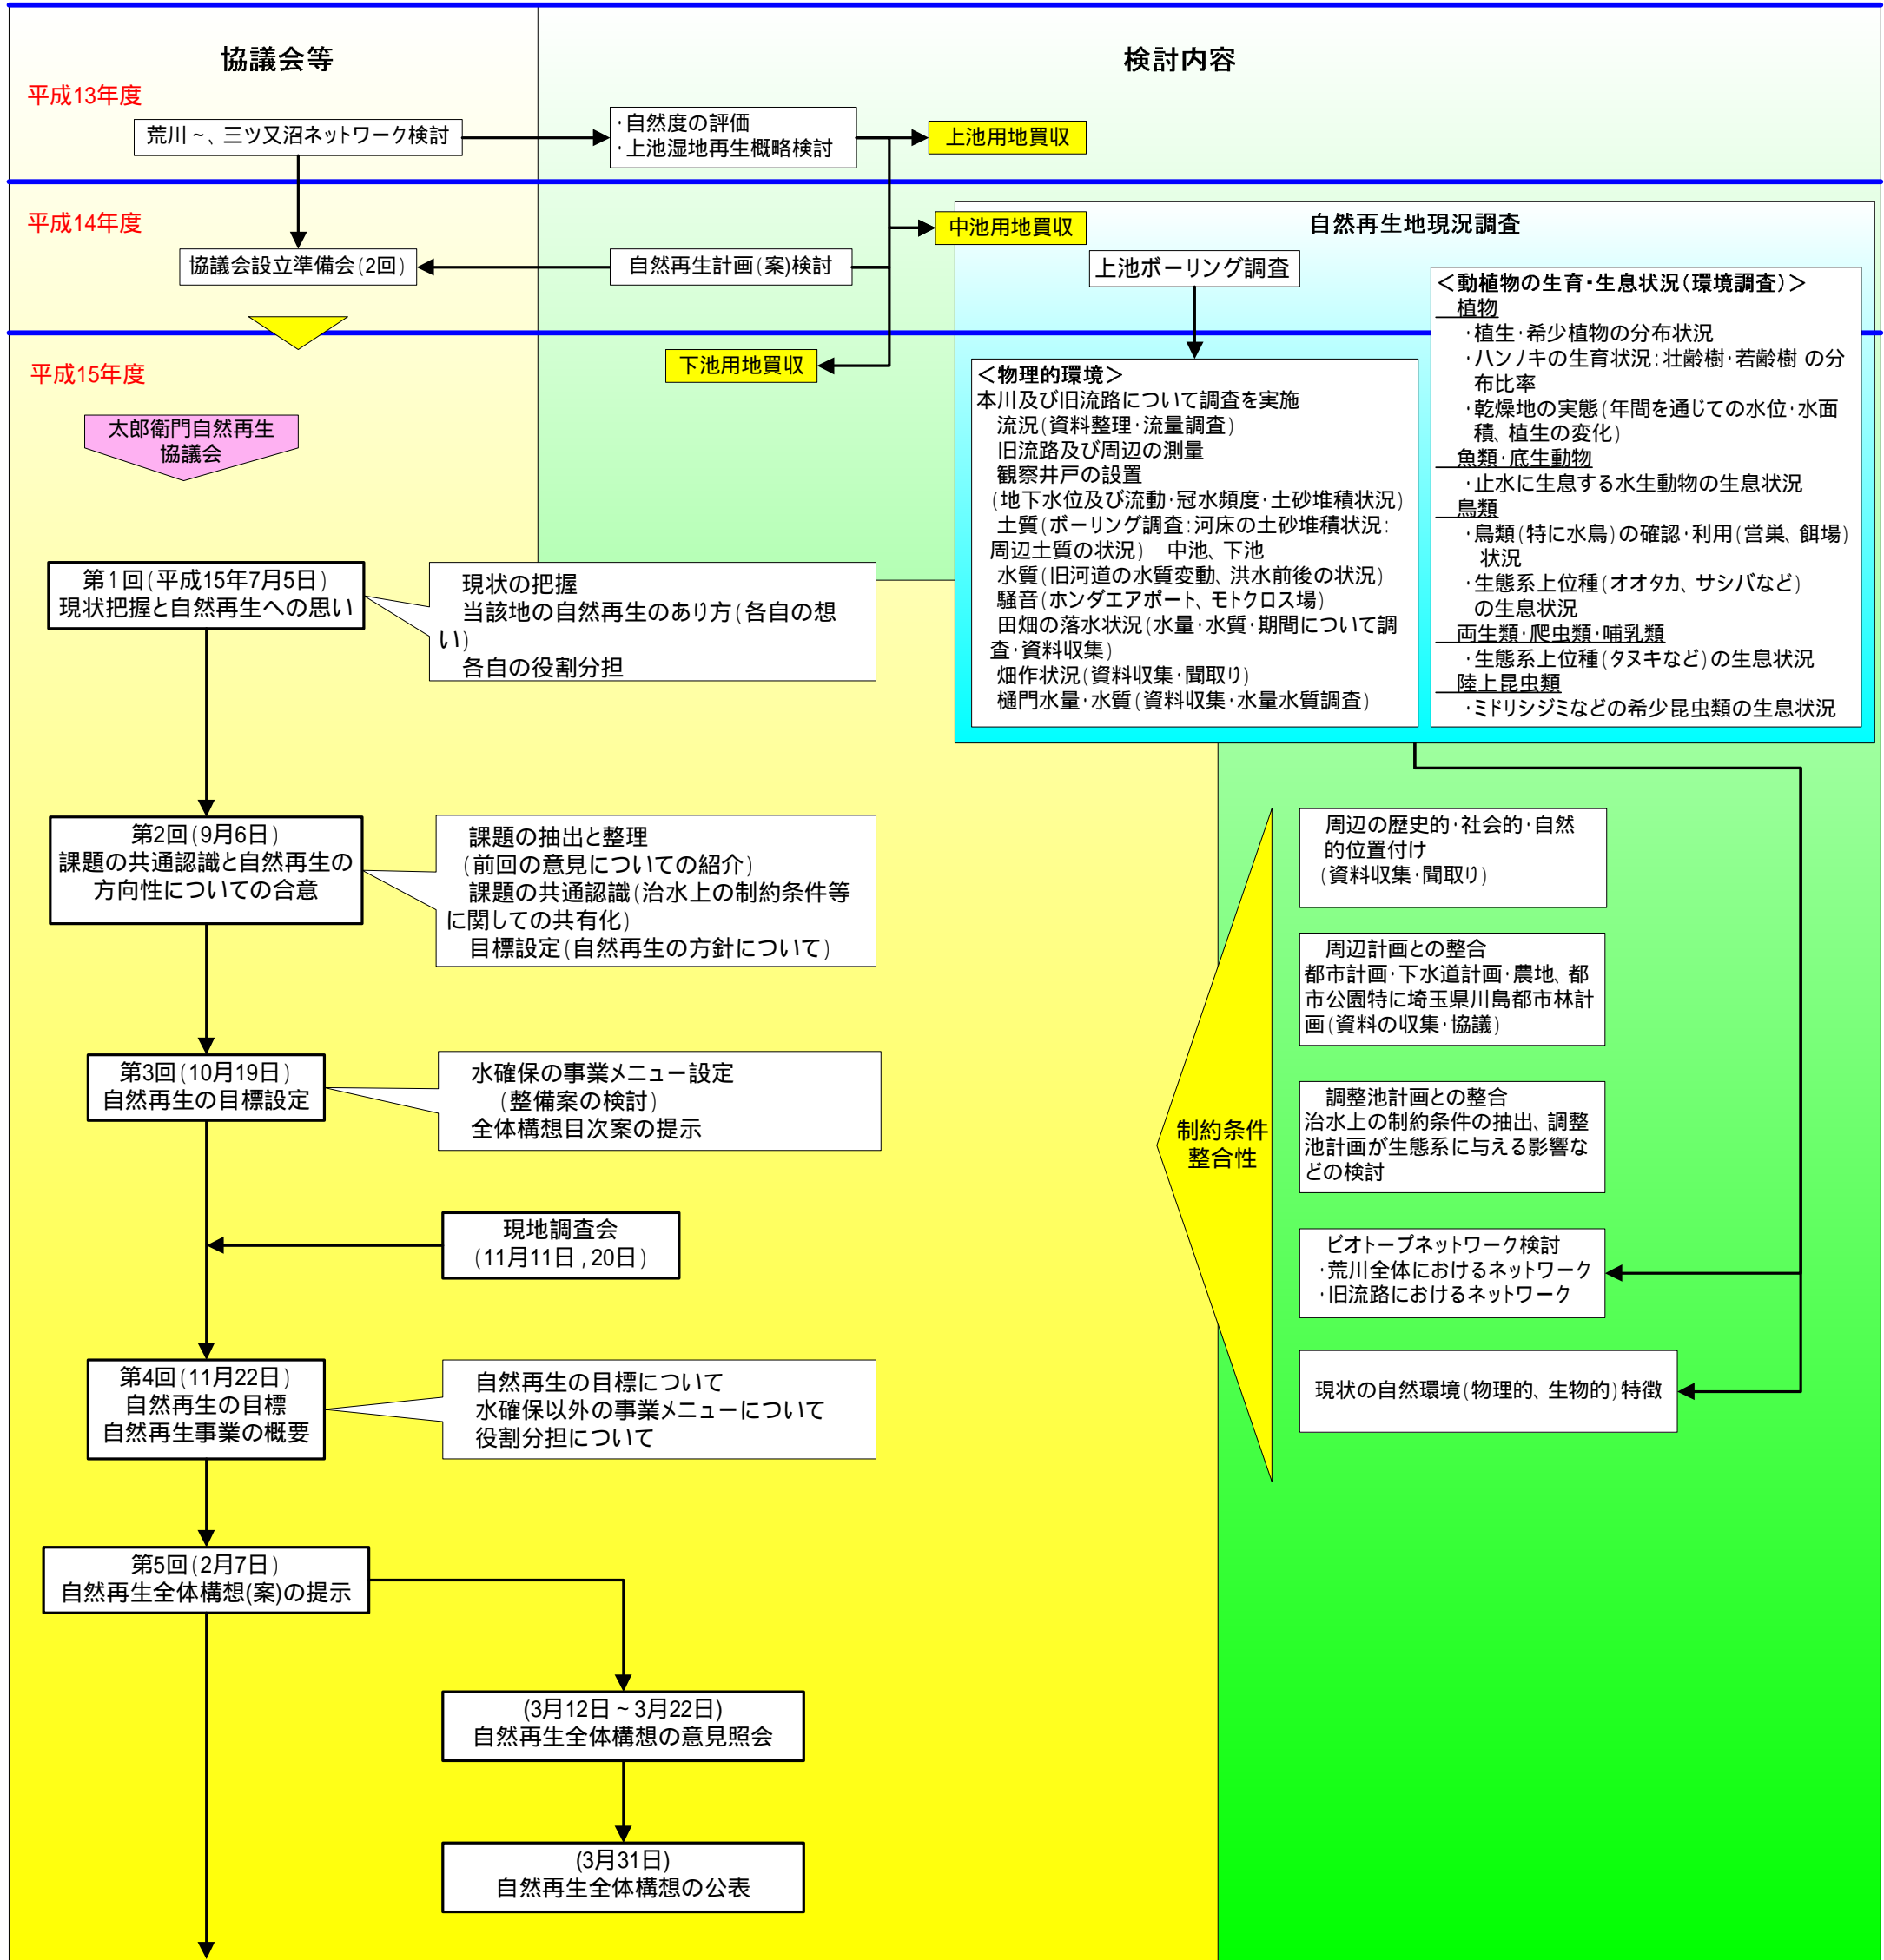 協議会等
検討内容
平成13年度
荒川~、三ツ又沼ネットワーク検討
・自然度の評価
・上池湿地再生概略検討
上池用地買収
平成14年度
中池用地買収
自然再生地現況調査
協議会設立準備会(2回)
自然再生計画(案)検討
上池ボーリング調査
平成15年度
下池用地買収
太郎衛門自然再生
協議会
＜物理的環境＞
本川及び旧流路について調査を実施
流況(資料整理・流量調査)
旧流路及び周辺の測量
観察井戸の設置
(地下水位及び流動・冠水頻度・土砂堆積状況)
土質(ボーリング調査:河床の土砂堆積状況:
周辺土質の状況)　中池、下池
水質(旧河道の水質変動、洪水前後の状況)
騒音(ホンダエアポート、モトクロス場)
田畑の落水状況(水量・水質・期間について調
査・資料収集)
畑作状況(資料収集・聞取り)
樋門水量・水質(資料収集・水量水質調査)
＜動植物の生育・生息状況(環境調査)＞
植物
・植生・希少植物の分布状況
・ハンノキの生育状況:壮齢樹・若齢樹 の分
布比率
・乾燥地の実態(年間を通じての水位・水面
積、植生の変化)
魚類・底生動物
・止水に生息する水生動物の生息状況
鳥類
・鳥類(特に水鳥)の確認・利用(営巣、餌場)
状況
・生態系上位種(オオタカ、サシバなど)
の生息状況
両生類・爬虫類・哺乳類
・生態系上位種(タヌキなど)の生息状況
陸上昆虫類
・ミドリシジミなどの希少昆虫類の生息状況
第1回(平成15年7月5日)
現状把握と自然再生への思い
現状の把握
当該地の自然再生のあり方(各自の想
い)
各自の役割分担
第2回(9月6日)
課題の共通認識と自然再生の
方向性についての合意
課題の抽出と整理
(前回の意見についての紹介)
課題の共通認識(治水上の制約条件等
に関しての共有化)
目標設定(自然再生の方針について)
周辺の歴史的・社会的・自然
的位置付け
(資料収集・聞取り)
周辺計画との整合
都市計画・下水道計画・農地、都
市公園特に埼玉県川島都市林計
画(資料の収集・協議)
第3回(10月19日)
自然再生の目標設定
水確保の事業メニュー設定
(整備案の検討)
全体構想目次案の提示
制約条件
整合性
調整池計画との整合
治水上の制約条件の抽出、調整
池計画が生態系に与える影響な
どの検討
現地調査会
(11月11日 , 20日)
ビオトープネットワーク検討
・荒川全体におけるネットワーク
・旧流路におけるネットワーク
第4回(11月22日)
自然再生の目標
自然再生事業の概要
自然再生の目標について
水確保以外の事業メニューについて
役割分担について
現状の自然環境(物理的、生物的)特徴
第5回(2月7日)
自然再生全体構想(案)の提示
(3月12日 ~ 3月22日)
自然再生全体構想の意見照会
(3月31日)
自然再生全体構想の公表